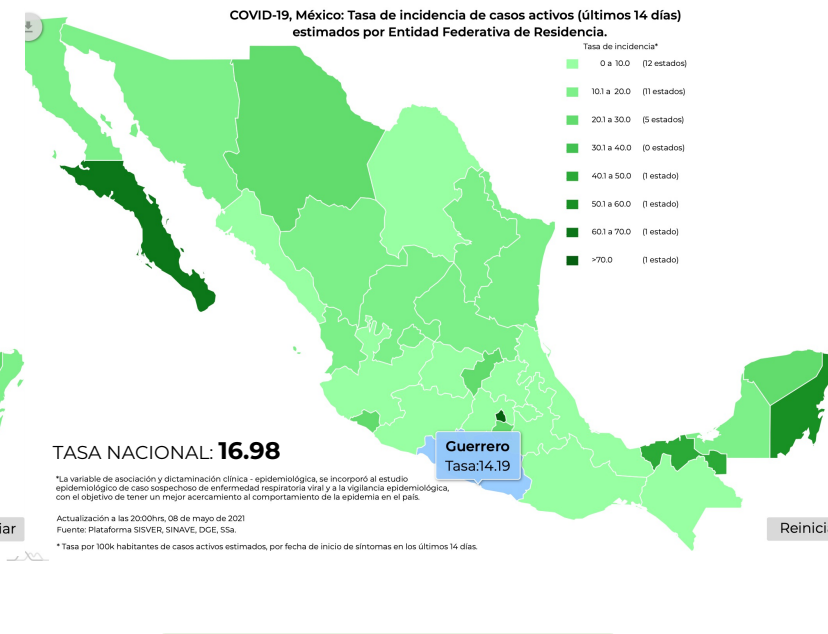 COVID-19, México: Tasa de incidencia de casos activos (últimos 14 días)
estimados por Entidad Federativa de Residencia.
Tasa de incidencia*
0 a 10.0 (12 estados)
10.1 a 20.0 (11 estados)
20.1 a 30.0 (5 estados)
30.1 a 40.0 (0 estados)
40.1 a 50.0 (1 estado)
50.1 a 60.0 (1 estado)
60.1 a 70.0 (1 estado)
>70.0 (1 estado)
Guerrero
Tasa:14.19
TASA NACIONAL: 16.98
*La variable de asociación y dictaminación clínica - epidemiológica, se incorporó al estudio
epidemiológico de caso sospechoso de enfermedad respiratoria viral y a la vigilancia epidemiológica,
con el objetivo de tener un mejor acercamiento al comportamiento de la epidemia en el país.
Actualización a las 20:00hrs, 08 de mayo de 2021
Fuente: Plataforma SISVER, SINAVE, DGE, SSa.
* Tasa por 100k habitantes de casos activos estimados, por fecha de inicio de síntomas en los últimos 14 días.
iar
Reinicia